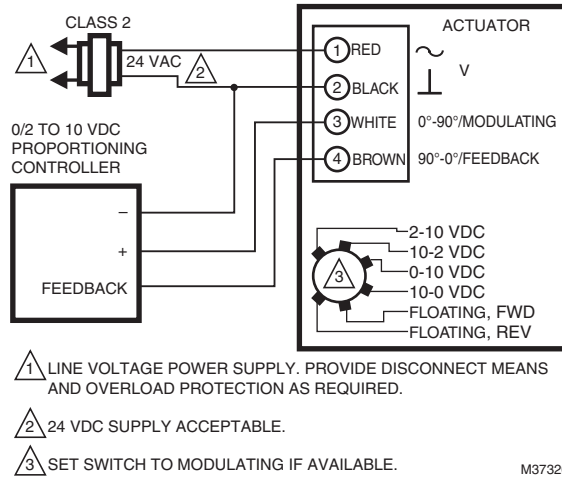 CLASS 2
1
24 VAC
2
ACTUATOR
1 RED
V
2 BLACK
3 WHITE 0°-90°/MODULATING
4 BROWN 90°-0°/FEEDBACK
0/2 TO 10 VDC
PROPORTIONING
CONTROLLER
–
+
FEEDBACK
3
2-10 VDC
10-2 VDC
0-10 VDC
10-0 VDC
FLOATING, FWD
FLOATING, REV
1 LINE VOLTAGE POWER SUPPLY. PROVIDE DISCONNECT MEANS
AND OVERLOAD PROTECTION AS REQUIRED.
2 24 VDC SUPPLY ACCEPTABLE.
3 SET SWITCH TO MODULATING IF AVAILABLE.